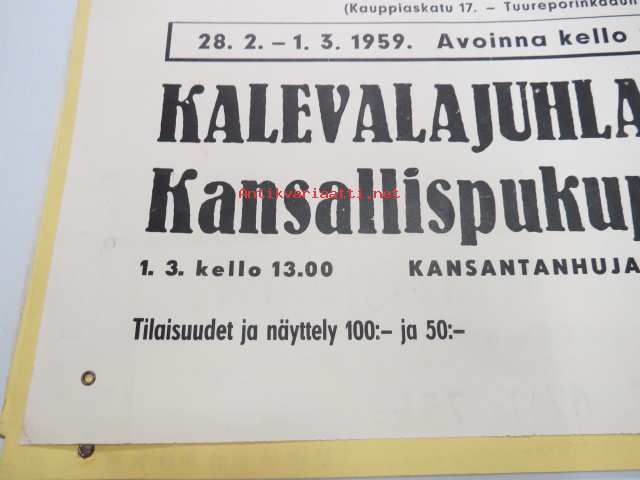 (Kauppiaskatu 17. – Tuureporinkadun
28. 2. – 1. 3. 1959. Avoinna kello
KALEVALAJUHLA
Antikvariaatti.net
Kansallispukup
1. 3. kello 13.00 KANSANTANHUJA
Tilaisuudet ja näyttely 100:– ja 50:–